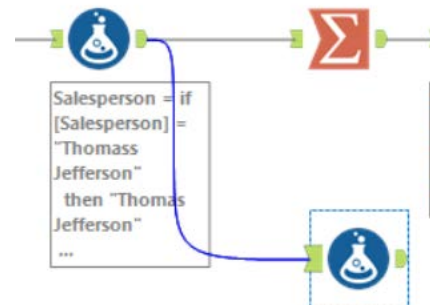 Salesperson = if
[Salesperson] =
"Thomass
Jefferson"
then "Thomas
Jefferson"
...